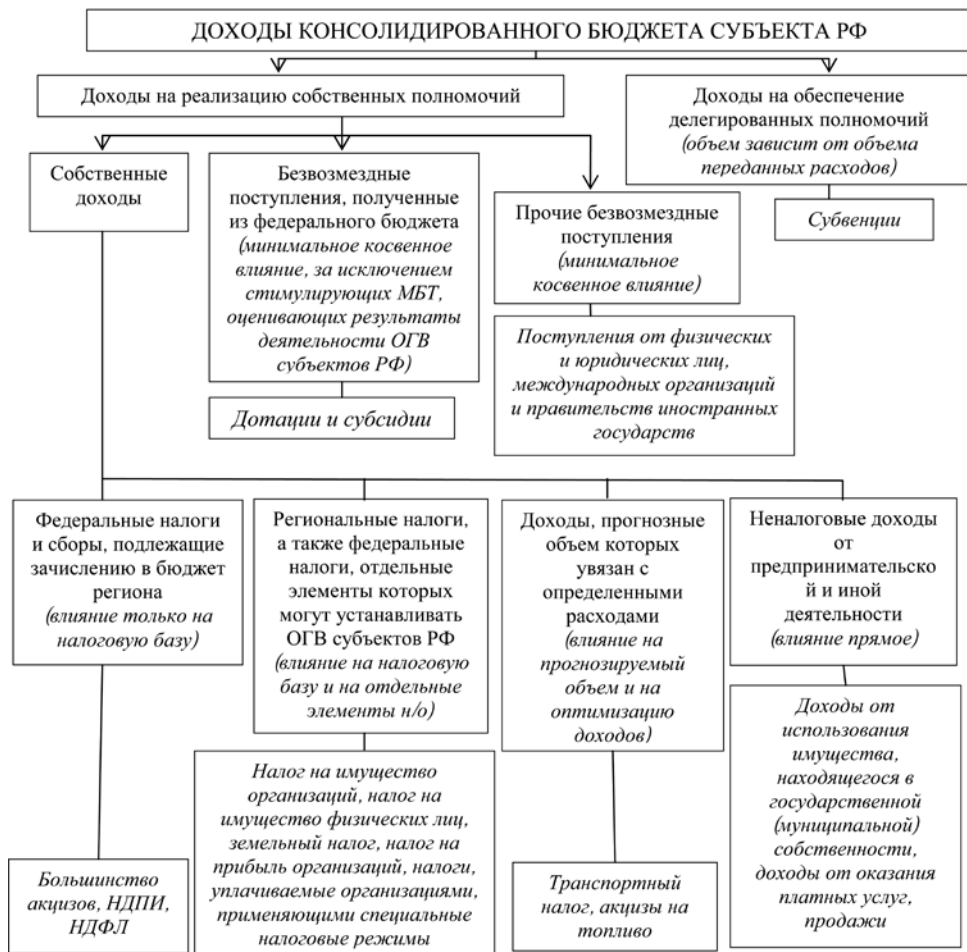 ДОХОДЫ КОНСОЛИДИРОВАННОГО БЮДЖЕТА СУБЪЕКТА РФ
Доходы на реализацию собственных полномочий
Доходы на обеспечение
делегированных полномочий
(объем зависит от объема
переданных расходов)
Субвенции
Собственные
доходы
Безвозмездные
поступления, полученные
из федерального бюджета
(минимальное косвенное
влияние, за исключением
стимулирующих МБТ,
оценивающих результаты
деятельности ОГВ
субъектов РФ)
Дотации и субсидии
Прочие безвозмездные
поступления
(минимальное
косвенное влияние)
Поступления от физических
и юридических лиц,
международных организаций
и правительств иностранных
государств
Федеральные налоги
и сборы, подлежащие
зачислению в бюджет
региона
(влияние только на
налоговую базу)
Большинство
акцизов, НДПИ,
НДФЛ
Региональные налоги,
а также федеральные
налоги, отдельные
элементы которых
могут устанавливать
ОГВ субъектов РФ
(влияние на налоговую
базу и на отдельные
элементы н/о)
Налог на имущество
организаций, налог на
имущество физических лиц,
земельный налог, налог на
прибыль организаций, налоги,
уплачиваемые организациями,
применяющими специальные
налоговые режимы
Доходы, прогнозные
объем которых
увязан с
определенными
расходами
(влияние на
прогнозируемый
объем и на
оптимизацию
доходов)
Транспортный
налог, акцизы на
топливо
Неналоговые доходы
от
предпринимательско
й и иной
деятельности
(влияние прямое)
Доходы от
использования
имущества,
находящегося в
государственной
(муниципальной)
собственности,
доходы от оказания
платных услуг,
продажи